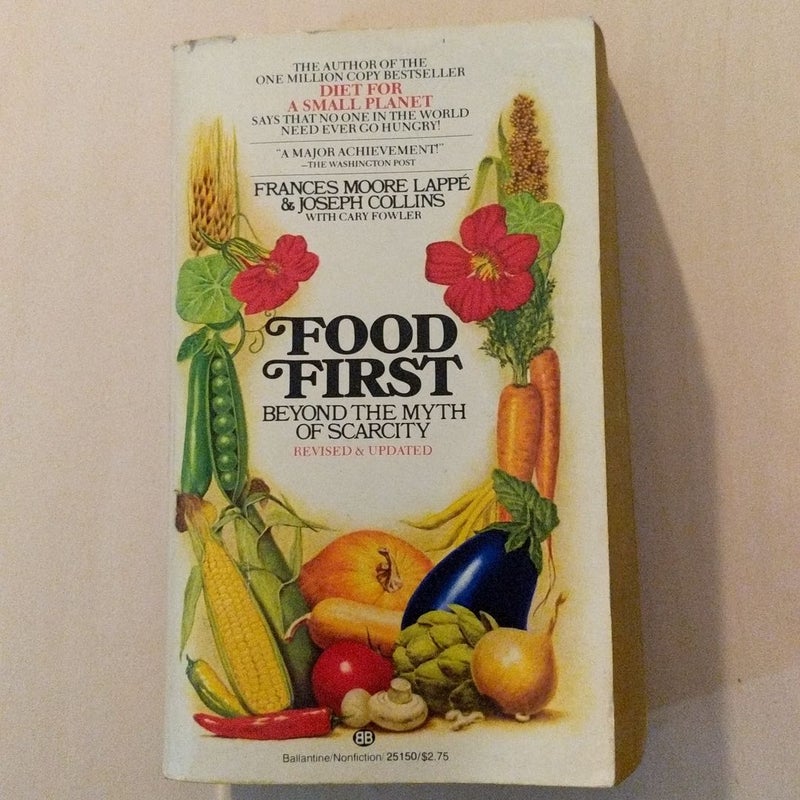 THE AUTHOR OF THE
ONE MILLION COPY BESTSELLER
DIET FOR
A SMALL PLANET
SAYS THAT NO ONE IN THE WORLD
NEED EVER GO HUNGRY!
"A MAJOR ACHIEVEMENT!"
—THE WASHINGTON POST
FRANCES MOORE LAPPÉ
& JOSEPH COLLINS
WITH CARY FOWLER
FOOD
FIRST
BEYOND THE MYTH
OF SCARCITY
REVISED & UPDATED
BB
Ballantine/Nonfiction/25150/$2.75